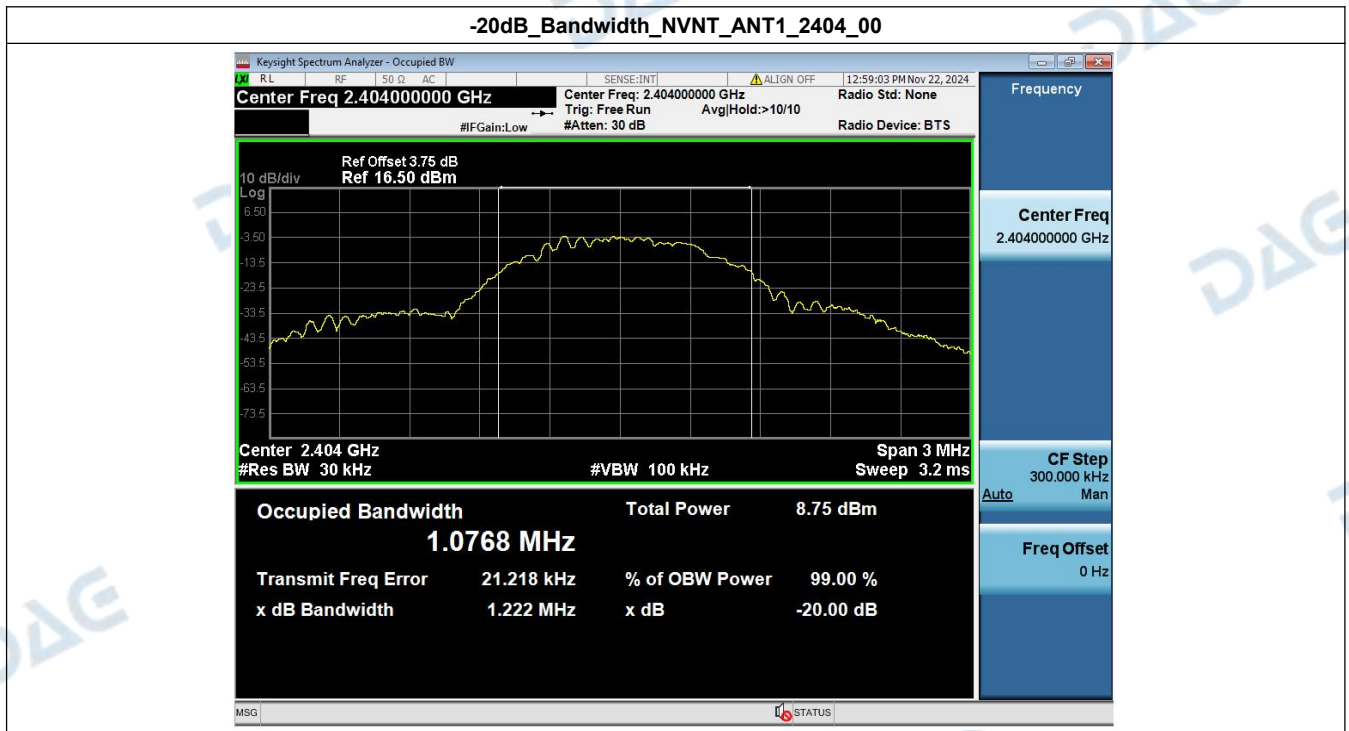 -20dB_Bandwidth_NVNT_ANT1_2404_00
Keysight Spectrum Analyzer - Occupied BW
LXI RL RF 50 Ω AC SENSE:INT ALIGN OFF 12:59:03 PM Nov 22, 2024
Center Freq 2.404000000 GHz Center Freq: 2.404000000 GHz Radio Std: None
Trig: Free Run Avg|Hold:>10/10
#IFGain:Low #Atten: 30 dB Radio Device: BTS
Ref Offset 3.75 dB
10 dB/div Ref 16.50 dBm
Log
6.50
-3.50
-13.5
-23.5
-33.5
-43.5
-53.5
-63.5
-73.5
Center 2.404 GHz Span 3 MHz
#Res BW 30 kHz #VBW 100 kHz Sweep 3.2 ms
Occupied Bandwidth Total Power 8.75 dBm
1.0768 MHz
Transmit Freq Error 21.218 kHz % of OBW Power 99.00 %
x dB Bandwidth 1.222 MHz x dB -20.00 dB
Frequency
Center Freq
2.404000000 GHz
CF Step
300.000 kHz
Auto Man
Freq Offset
0 Hz
MSG STATUS
DAG
DAG
DAG